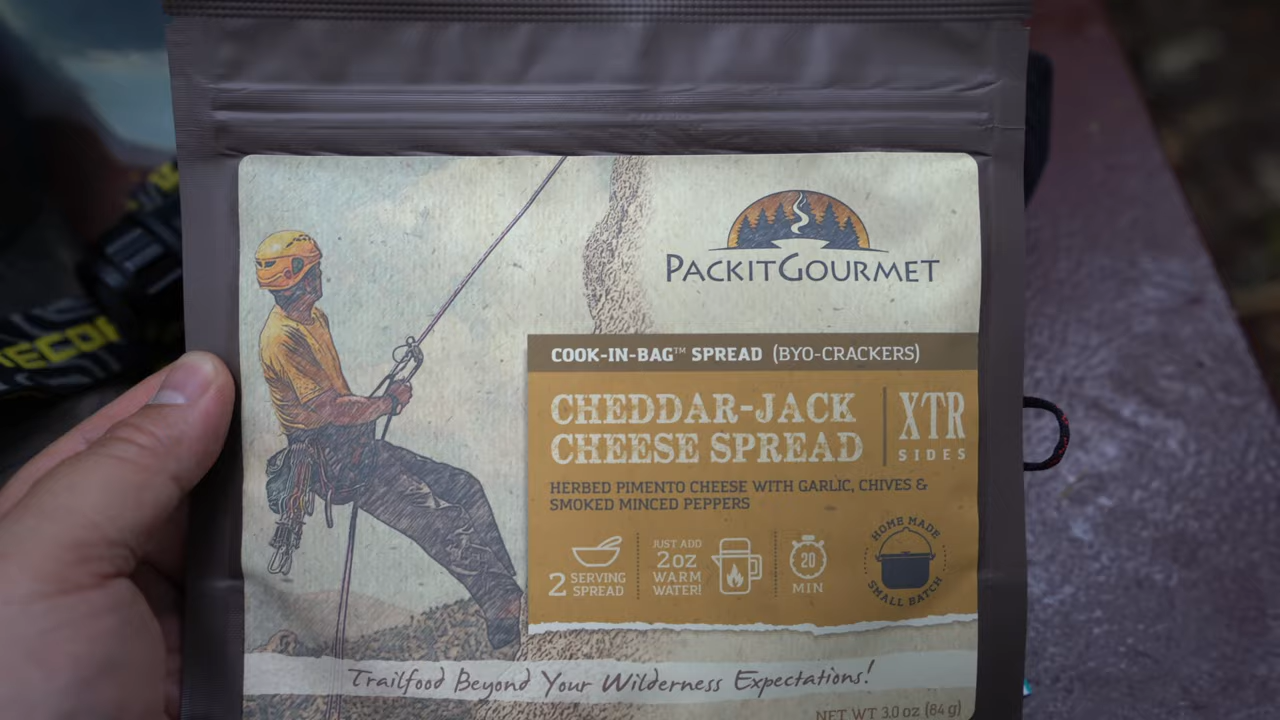 PACKITGOURMET
COOK-IN-BAG™ SPREAD (BYO-CRACKERS)
CHEDDAR-JACK
CHEESE SPREAD
XTR
SIDES
HERBED PIMENTO CHEESE WITH GARLIC, CHIVES &
SMOKED MINCED PEPPERS
2 SERVING
SPREAD
JUST ADD
2oz
WARM
WATER!
20
MIN
HOME MADE
SMALL BATCH
Trailfood Beyond Your Wilderness Expectations!
NET WT 3.0 oz (84 g)